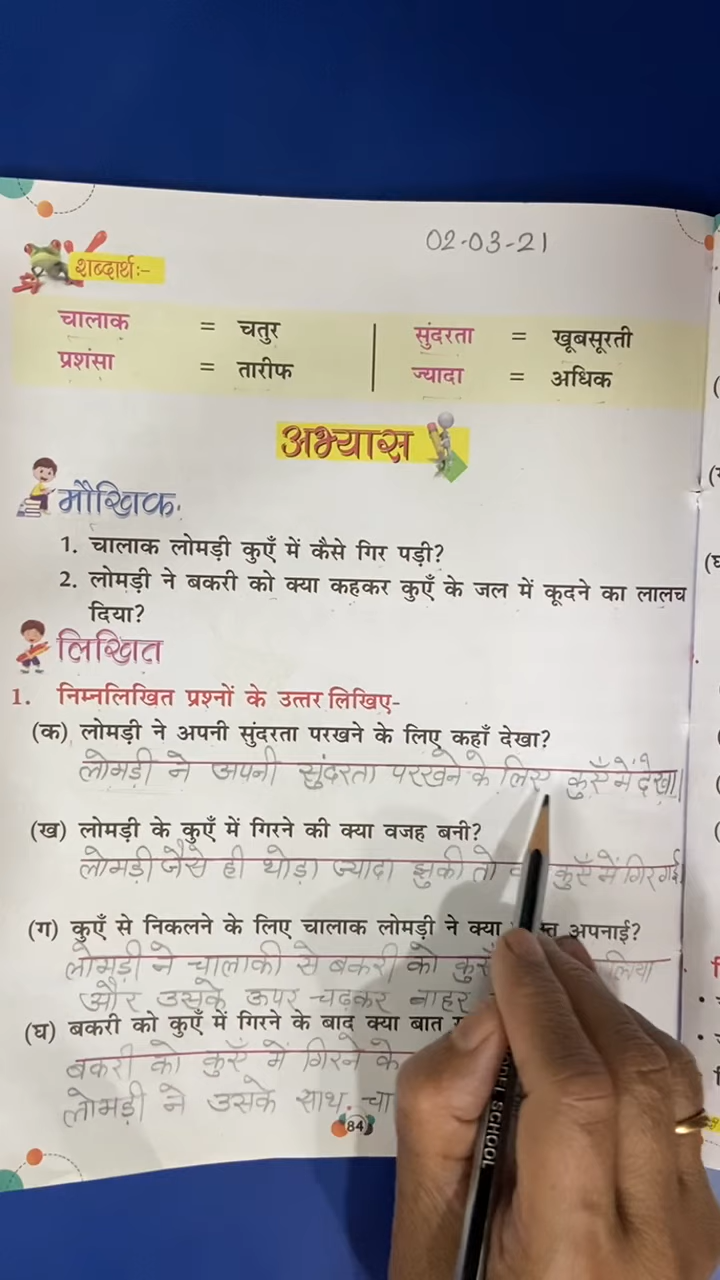 02-03-21
शब्दार्थ:-
चालाक = चतुर सुंदरता = खूबसूरती
प्रशंसा = तारीफ ज्यादा = अधिक
अभ्यास
मौखिक
1. चालाक लोमड़ी कुएँ में कैसे गिर पड़ी?
2. लोमड़ी ने बकरी को क्या कहकर कुएँ के जल में कूदने का लालच
दिया?
लिखित
1. निम्नलिखित प्रश्नों के उत्तर लिखिए-
(क) लोमड़ी ने अपनी सुंदरता परखने के लिए कहाँ देखा?
लोमड़ी ने अपनी सुंदरता परखने के लिए कुएँ में देखा।
(ख) लोमड़ी के कुएँ में गिरने की क्या वजह बनी?
लोमड़ी जैसे ही थोड़ा ज्यादा झुकी तो कुएँ में गिर गई।
(ग) कुएँ से निकलने के लिए चालाक लोमड़ी ने क्या अपनाई?
लोमड़ी ने चालाकी से बकरी को लिया
और उसके ऊपर चढ़कर बाहर
(घ) बकरी को कुएँ में गिरने के बाद क्या बात
बकरी को कुएँ में गिरने के
लोमड़ी ने उसके साथ
84
MODEL SCHOOL